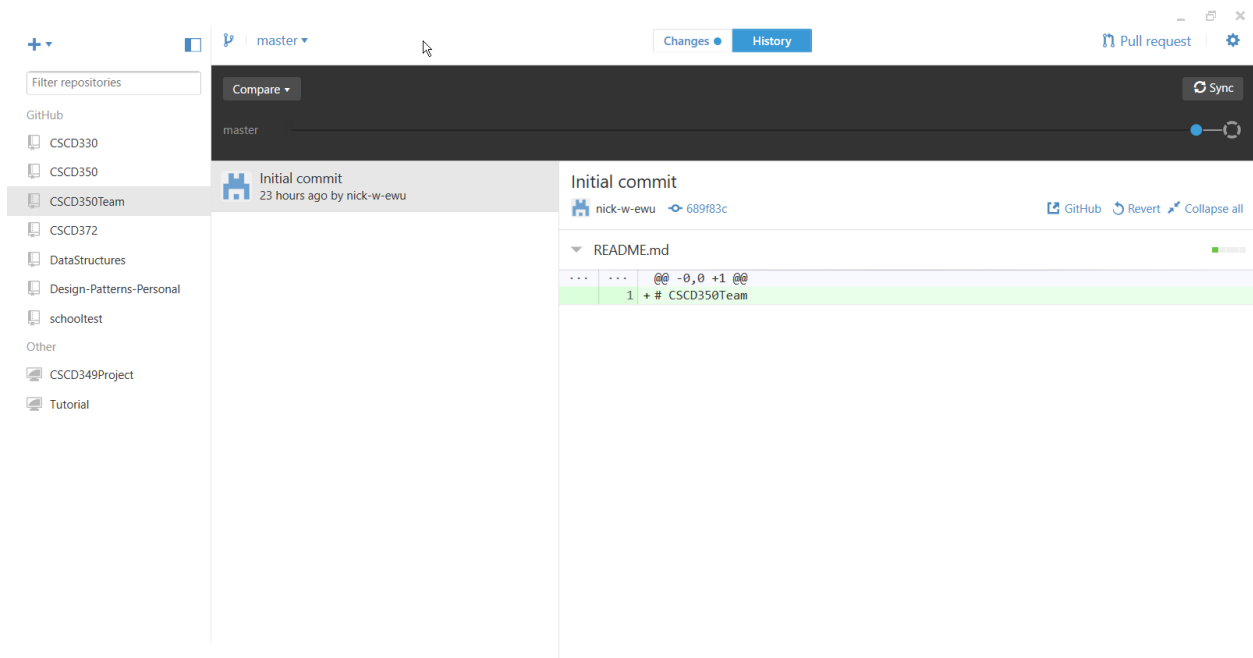 master
Changes
History
Pull request
Filter repositories
GitHub
CSCD330
CSCD350
CSCD350Team
CSCD372
DataStructures
Design-Patterns-Personal
schooltest
Other
CSCD349Project
Tutorial
Compare
Sync
master
Initial commit
23 hours ago by nick-w-ewu
Initial commit
nick-w-ewu 689f83c
GitHub Revert Collapse all
README.md
... ... @@ -0,0 +1 @@
1 +# CSCD350Team